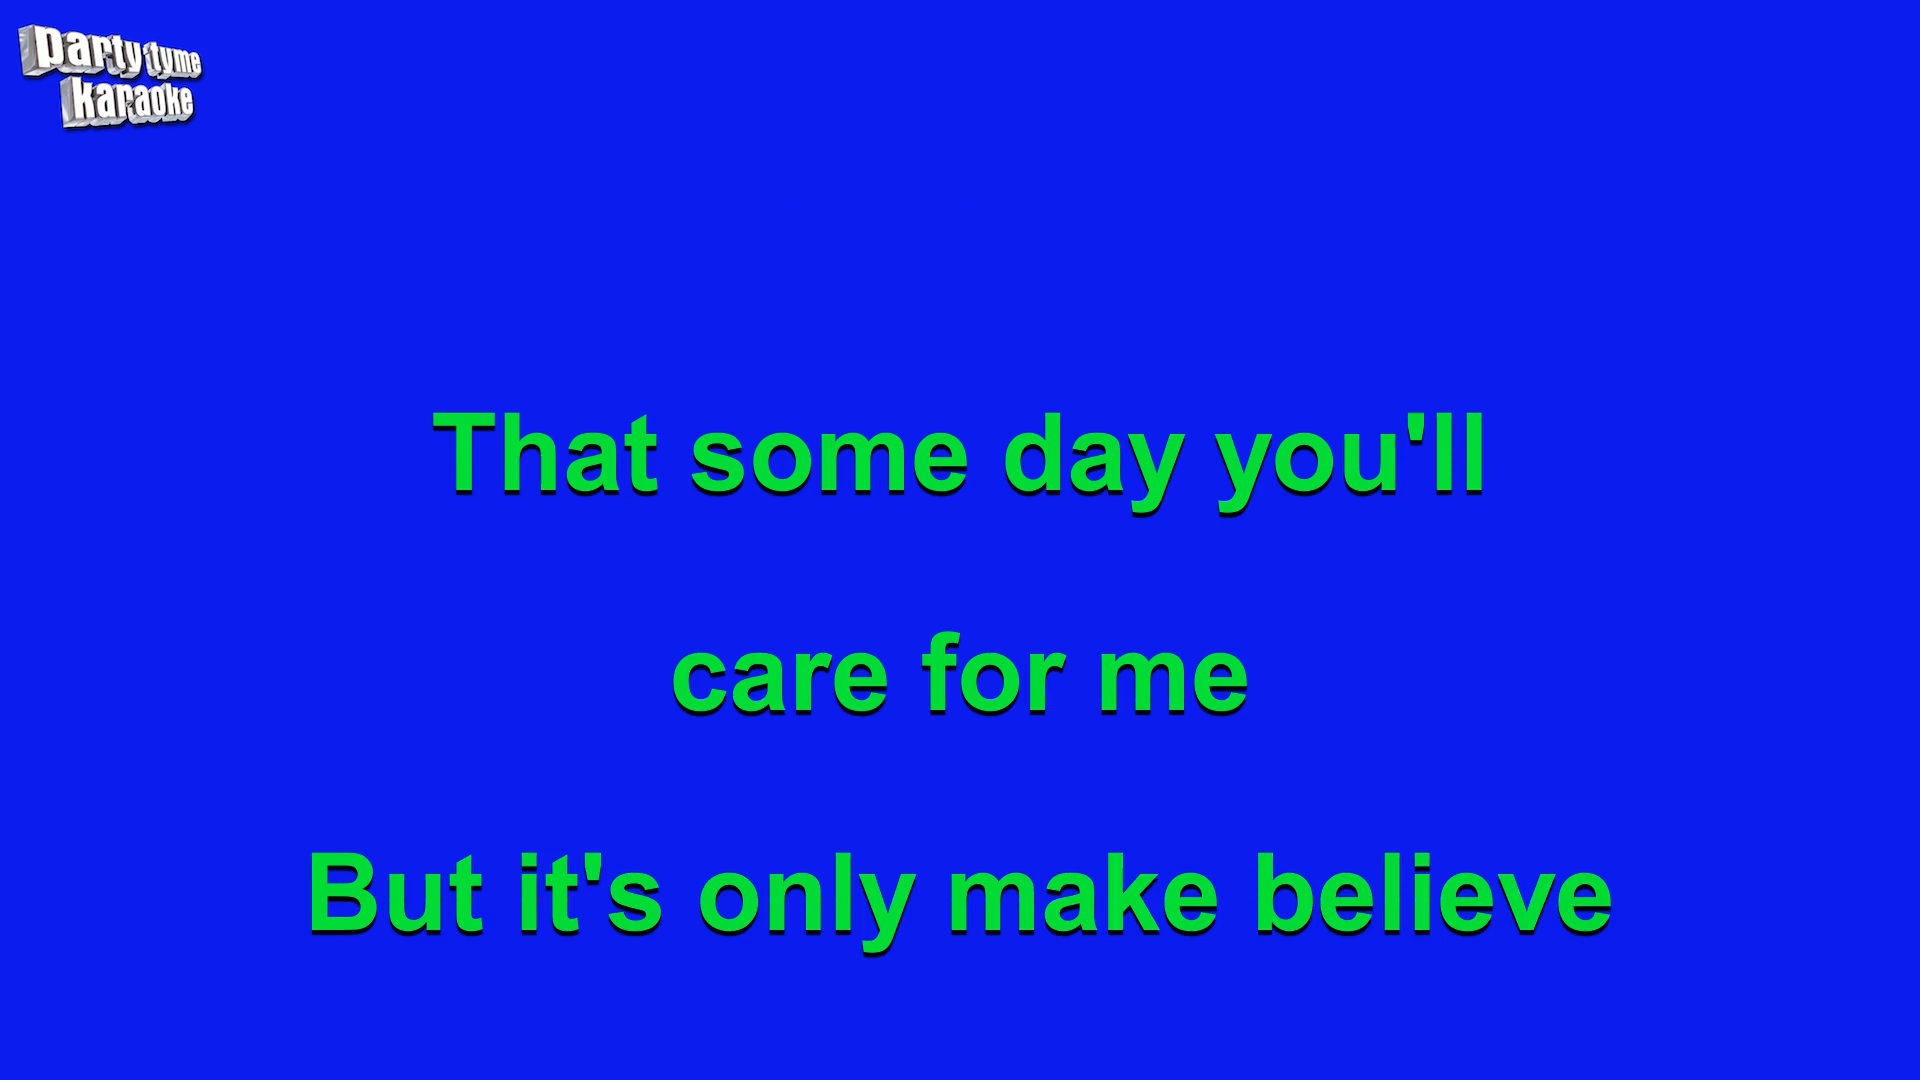 party tyme
karaoke
That some day you'll
care for me
But it's only make believe